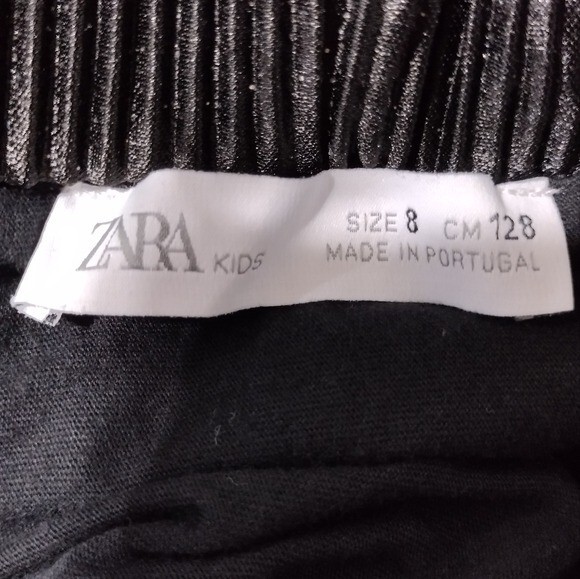 ZARA KIDS
SIZE 8 CM 128
MADE IN PORTUGAL